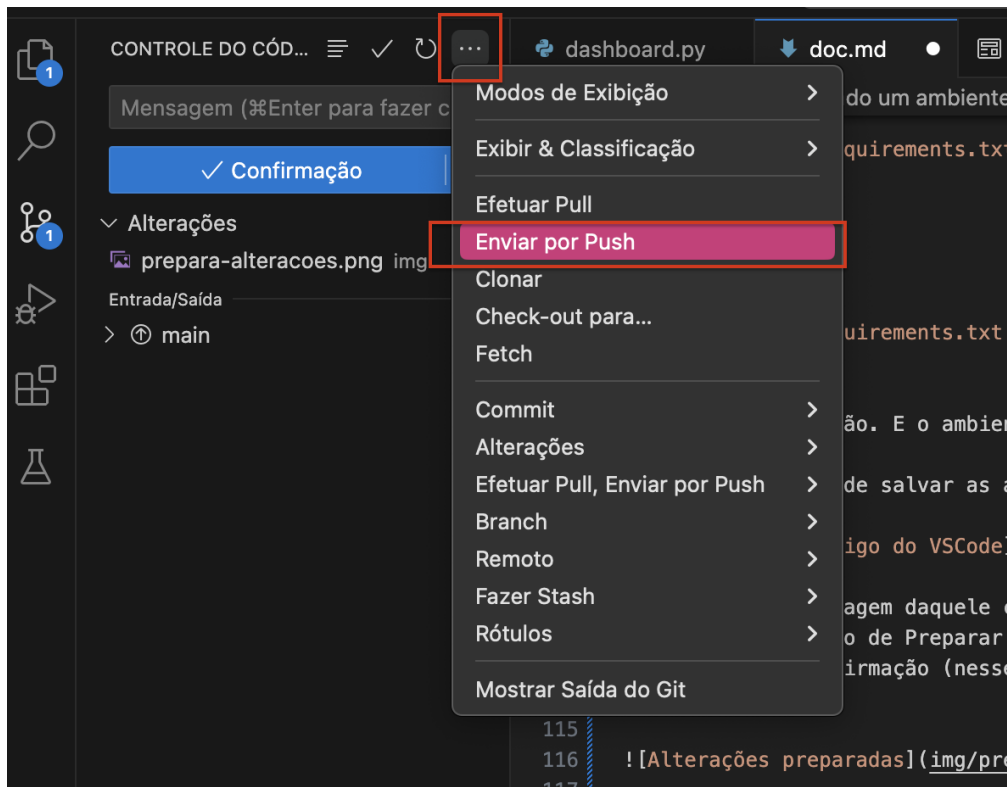 CONTROLE DO CÓD...
dashboard.py
doc.md
1
Mensagem (⌘Enter para fazer c
Confirmação
1
Alterações
prepara-alteracoes.png img
Entrada/Saída
main
Modos de Exibição
Exibir & Classificação
Efetuar Pull
Enviar por Push
Clonar
Check-out para...
Fetch
Commit
Alterações
Efetuar Pull, Enviar por Push
Branch
Remoto
Fazer Stash
Rótulos
Mostrar Saída do Git
do um ambiente
quirements.txt
uirements.txt
ão. E o ambien
de salvar as a
igo do VSCode]
agem daquele c
o de Preparar
irmação (nesse
115
116 ![Alterações preparadas](img/pre
117